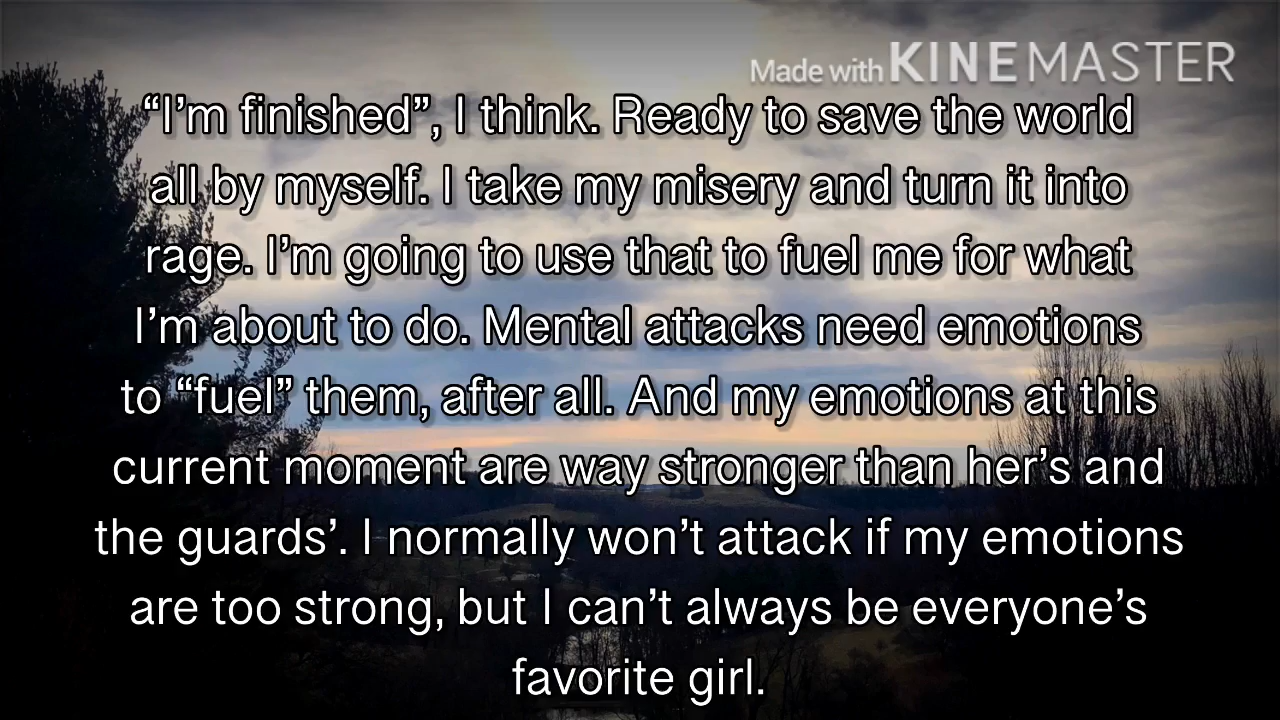 Made with KINEMASTER
“I’m finished”, I think. Ready to save the world
all by myself. I take my misery and turn it into
rage. I’m going to use that to fuel me for what
I’m about to do. Mental attacks need emotions
to “fuel” them, after all. And my emotions at this
current moment are way stronger than her’s and
the guards’. I normally won’t attack if my emotions
are too strong, but I can’t always be everyone’s
favorite girl.